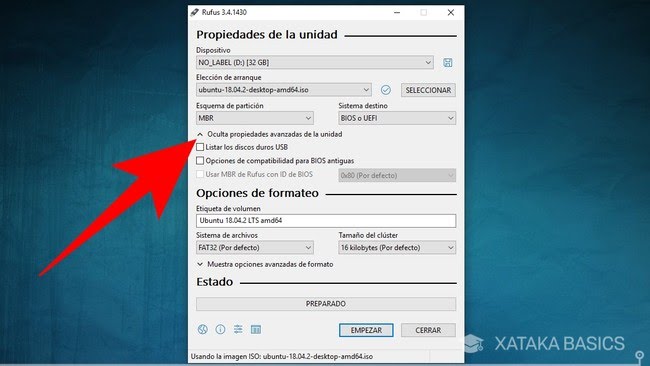 Rufus 3.4.1430
Propiedades de la unidad
Dispositivo
NO_LABEL (D:) [32 GB]
Elección de arranque
ubuntu-18.04.2-desktop-amd64.iso
SELECCIONAR
Esquema de partición
Sistema destino
MBR
BIOS o UEFI
Oculta propiedades avanzadas de la unidad
Listar los discos duros USB
Opciones de compatibilidad para BIOS antiguas
Usar MBR de Rufus con ID de BIOS
0x80 (Por defecto)
Opciones de formateo
Etiqueta de volumen
Ubuntu 18.04.2 LTS amd64
Sistema de archivos
Tamaño del clúster
FAT32 (Por defecto)
16 kilobytes (Por defecto)
Muestra opciones avanzadas de formato
Estado
PREPARADO
EMPEZAR
CERRAR
Usando la imagen ISO: ubuntu-18.04.2-desktop-amd64.iso
XATAKA BASICS